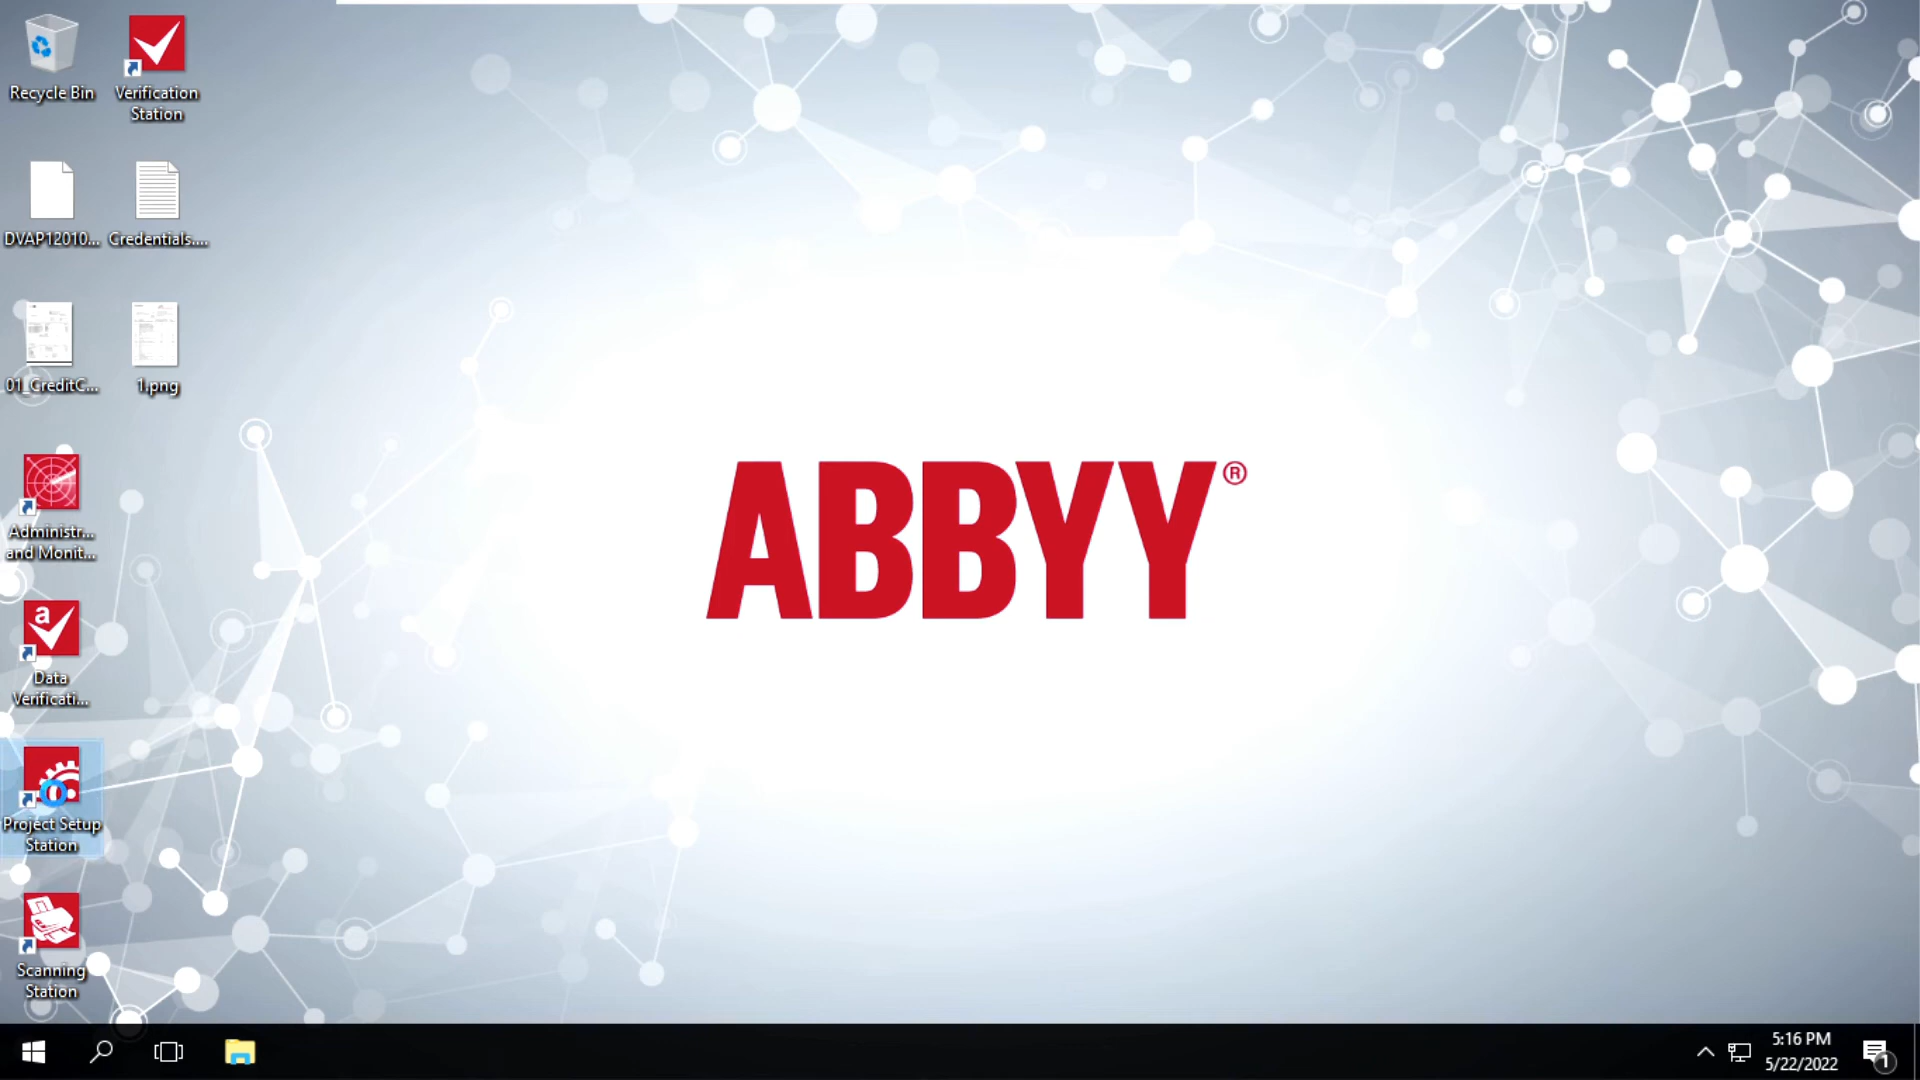 Recycle Bin
Verification
Station
DVAP12010...
Credentials....
01_CreditC...
1.png
Administr...
and Monit...
a
Data
Verificati...
Project Setup
Station
Scanning
Station
ABBYY®
5:16 PM
5/22/2022
1